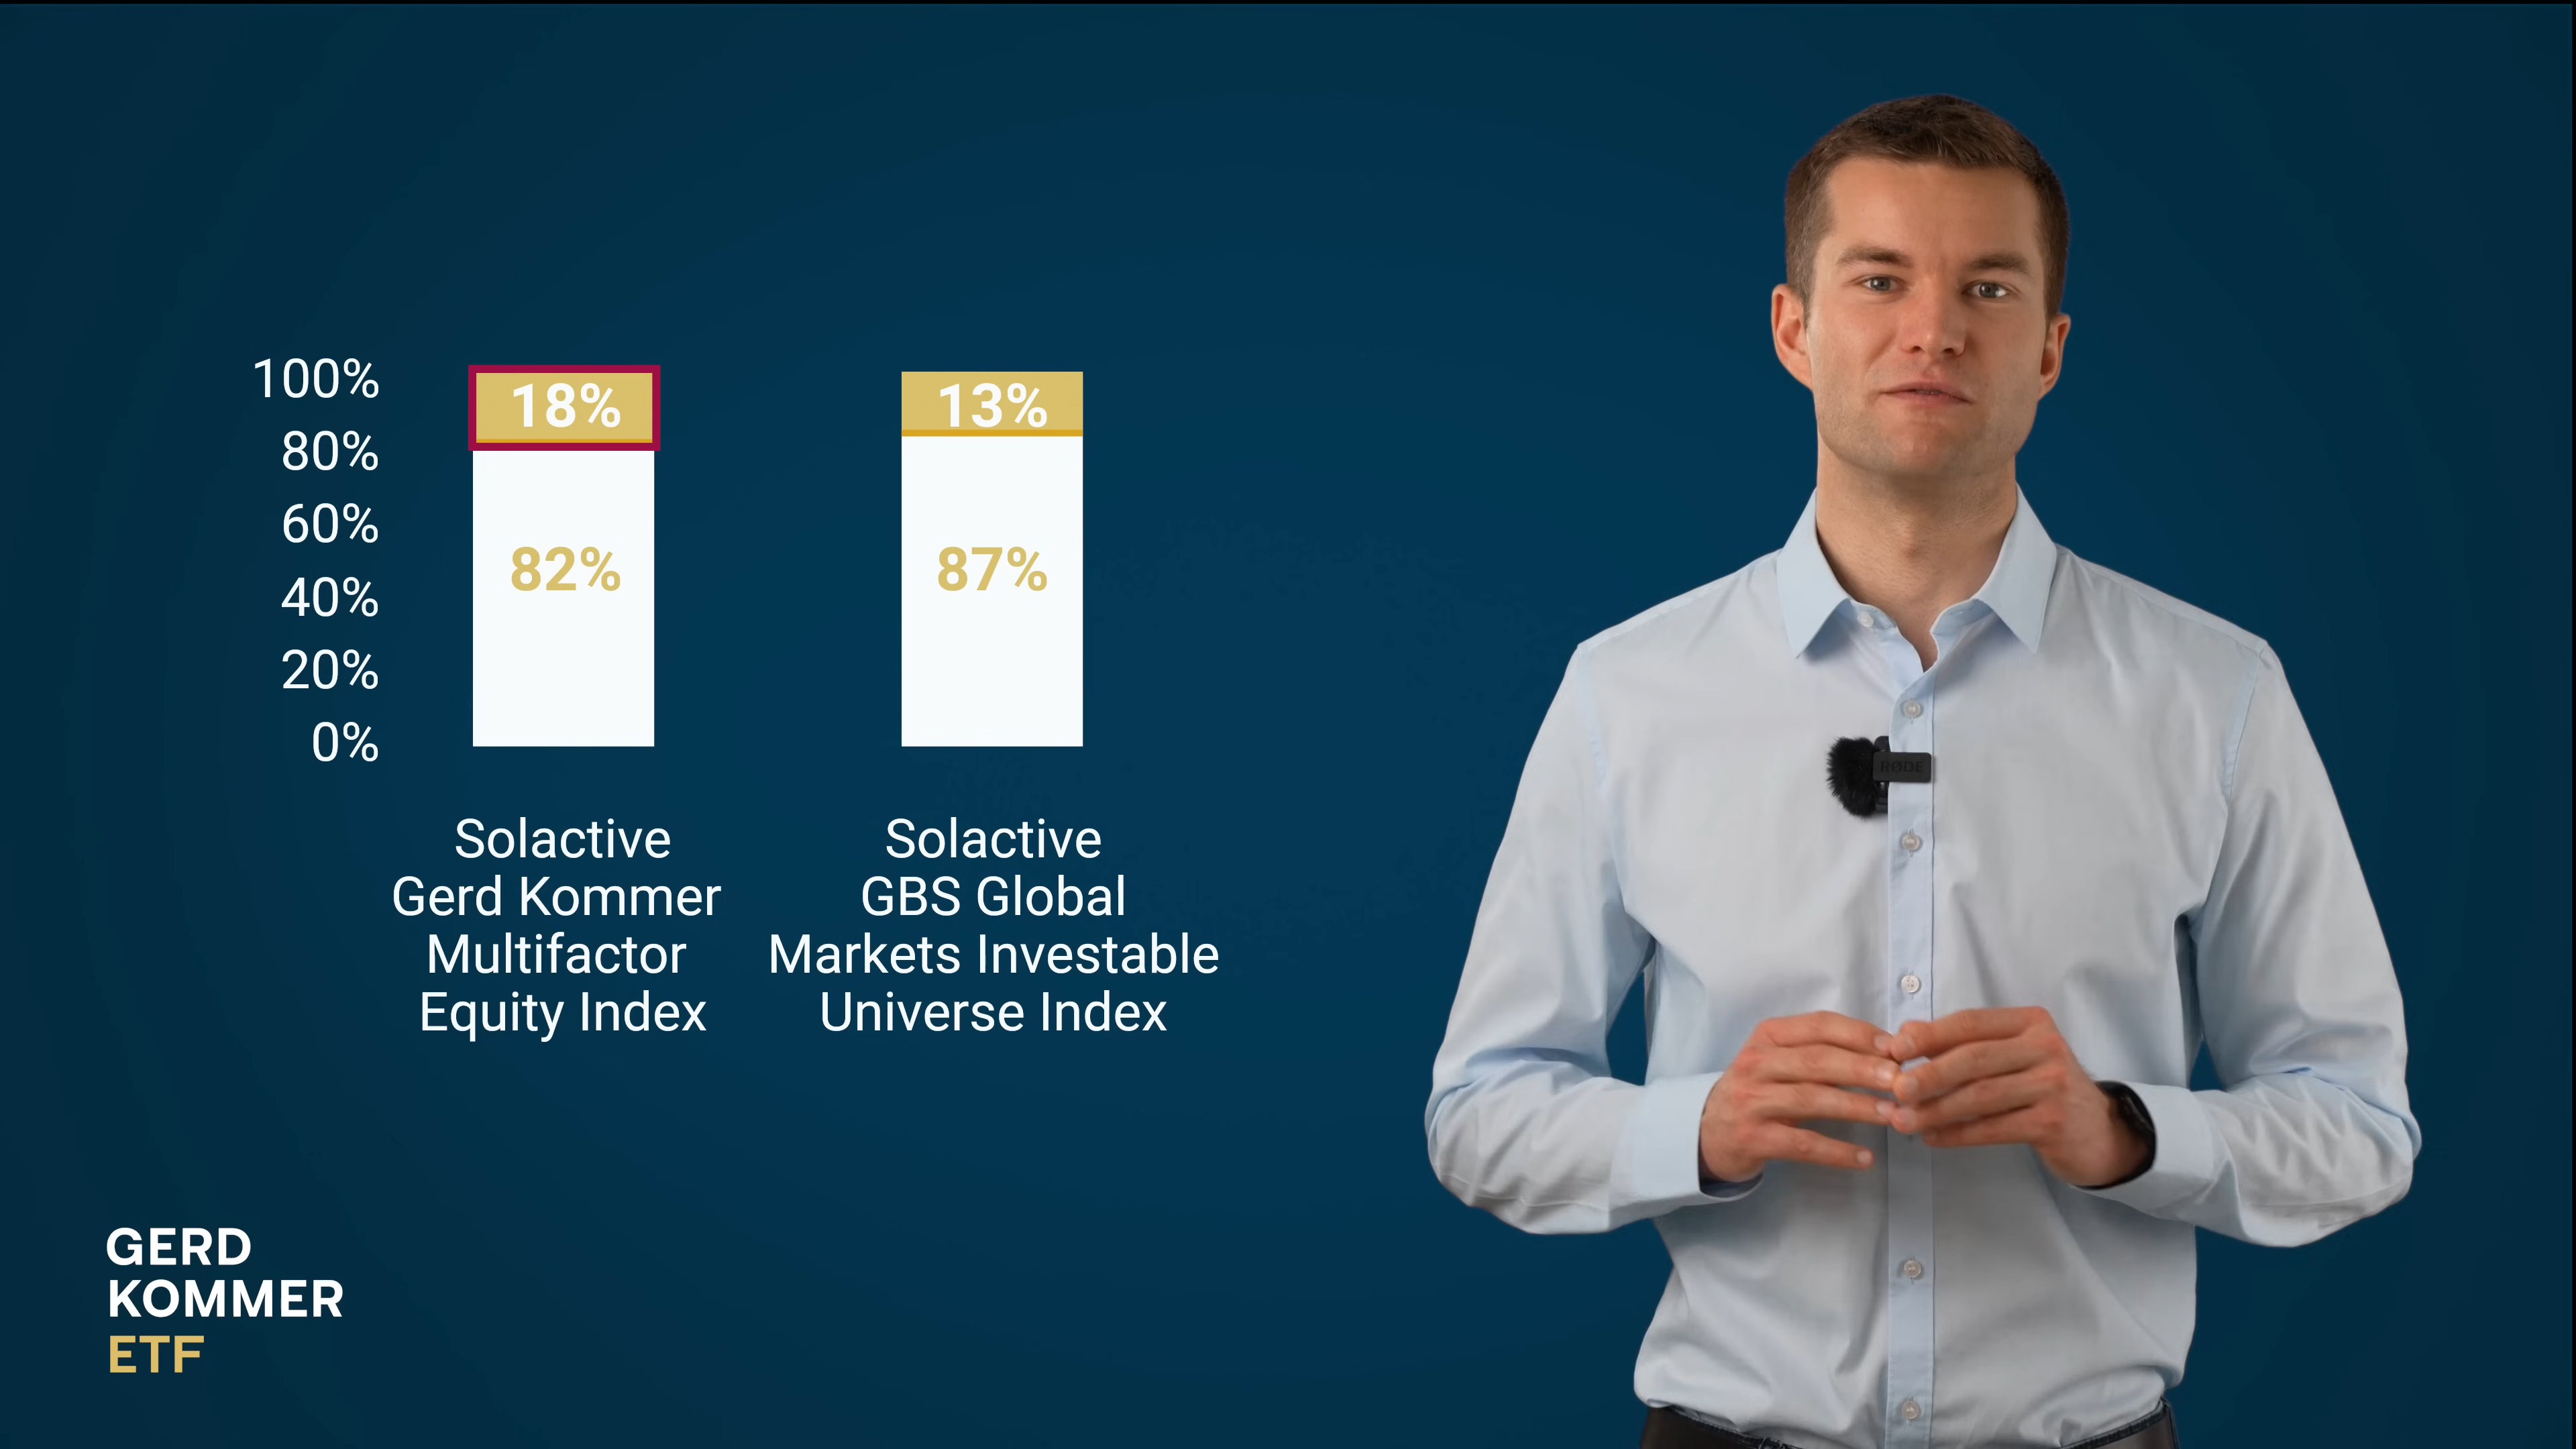 100%
80%
60%
40%
20%
0%
18%
82%
13%
87%
Solactive
Gerd Kommer
Multifactor
Equity Index
Solactive
GBS Global
Markets Investable
Universe Index
RØDE
GERD
KOMMER
ETF